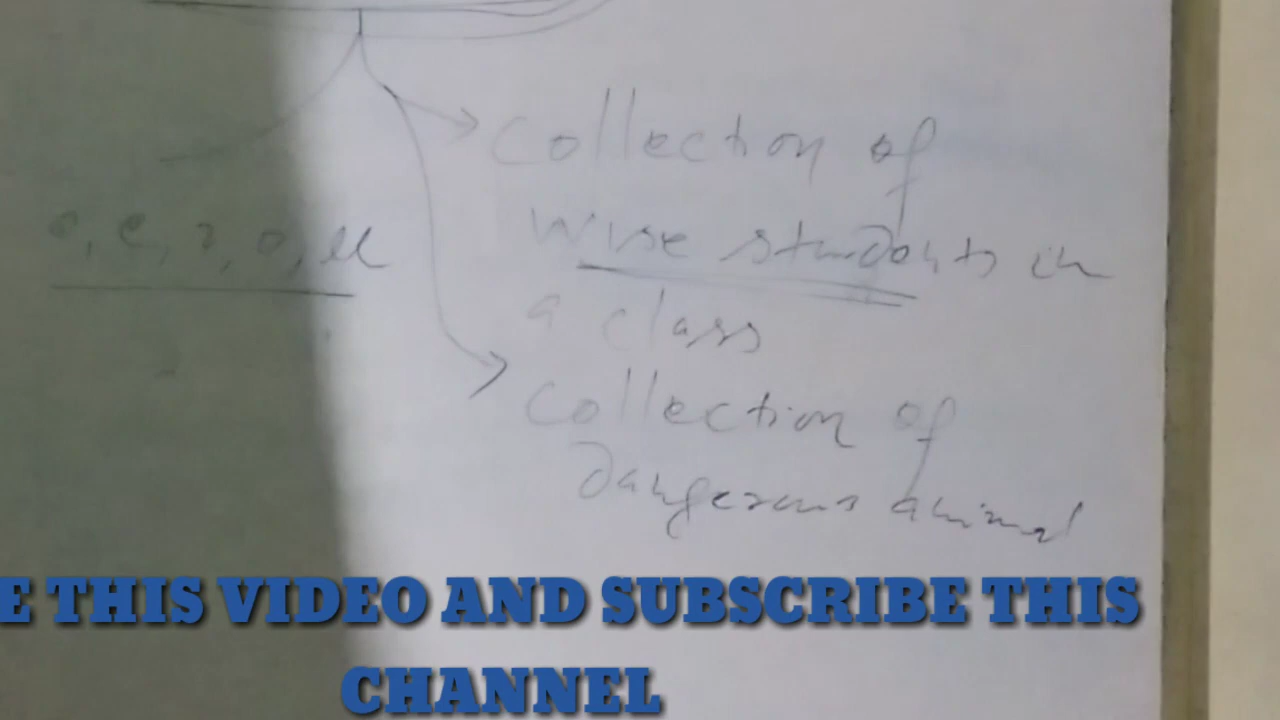 Collection of
wise students in
a class
, e, i, o, u
Collection of
dangerous animal
E THIS VIDEO AND SUBSCRIBE THIS
CHANNEL